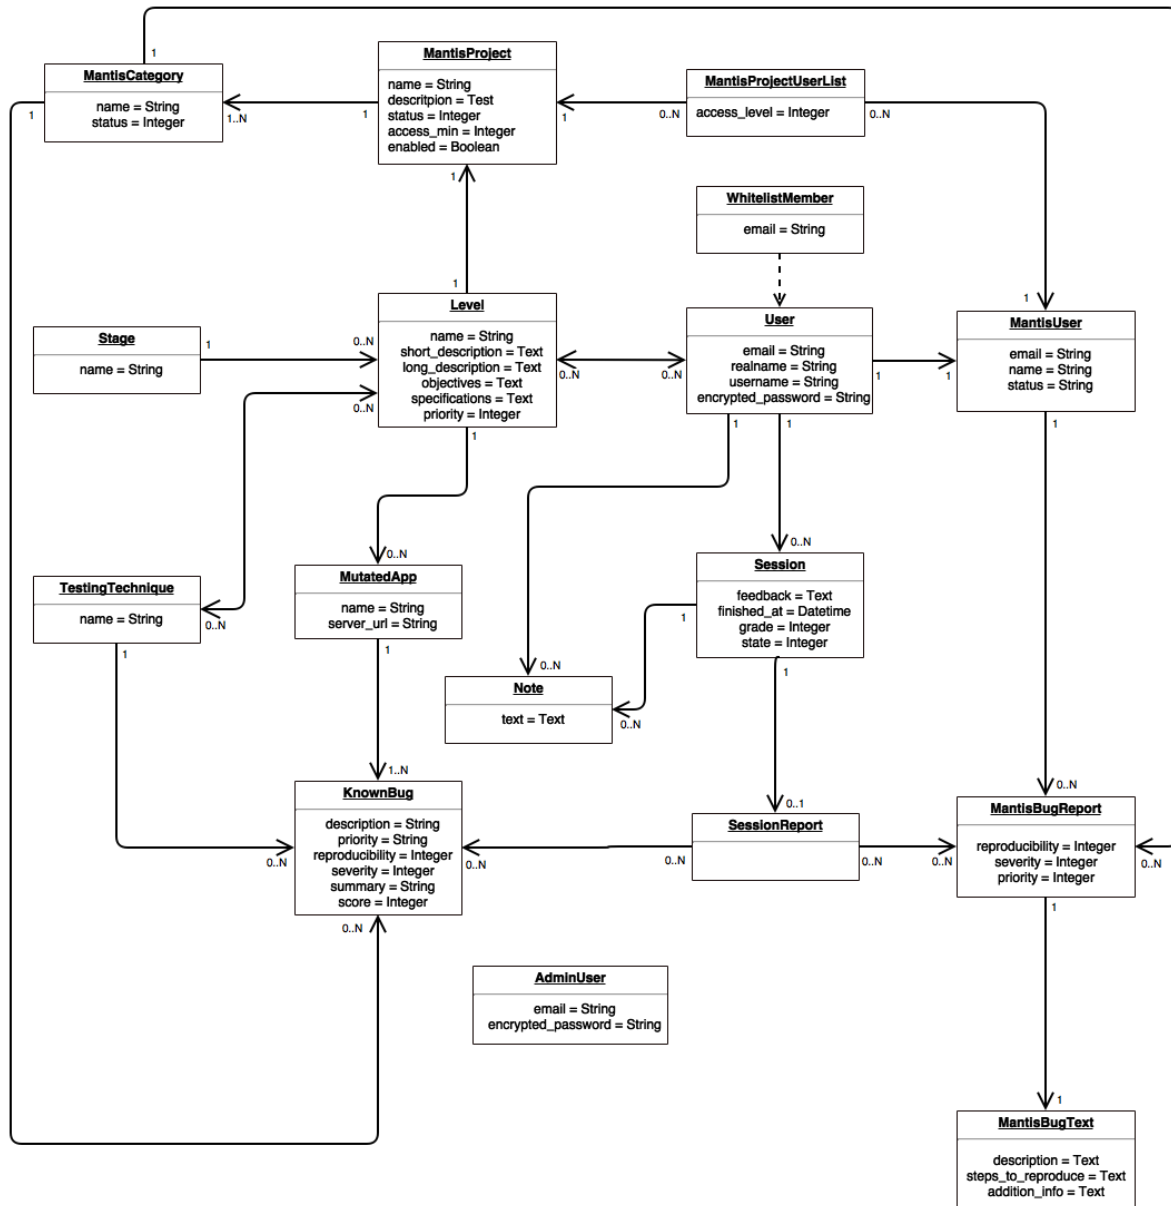 1
MantisCategory
name = String
status = Integer
1
1..N
MantisProject
name = String
descritpion = Test
status = Integer
access_min = Integer
enabled = Boolean
1
1
1
MantisProjectUserList
access_level = Integer
0..N
0..N
WhitelistMember
email = String
1
Level
name = String
short_description = Text
long_description = Text
objectives = Text
specifications = Text
priority = Integer
0..N
0..N
0..N
1
Stage
name = String
1
User
email = String
realname = String
username = String
encrypted_password = String
0..N
1
1
1
1
MantisUser
email = String
name = String
status = String
1
1
TestingTechnique
name = String
0..N
1
0..N
MutatedApp
name = String
server_url = String
1
0..N
Session
feedback = Text
finished_at = Datetime
grade = Integer
state = Integer
1
1
0..N
Note
text = Text
0..N
1..N
KnownBug
description = String
priority = String
reproducibility = Integer
severity = Integer
summary = String
score = Integer
0..N
0..N
0..N
0..1
SessionReport
0..N
0..N
0..N
MantisBugReport
reproducibility = Integer
severity = Integer
priority = Integer
0..N
0..N
1
AdminUser
email = String
encrypted_password = String
1
MantisBugText
description = Text
steps_to_reproduce = Text
addition_info = Text